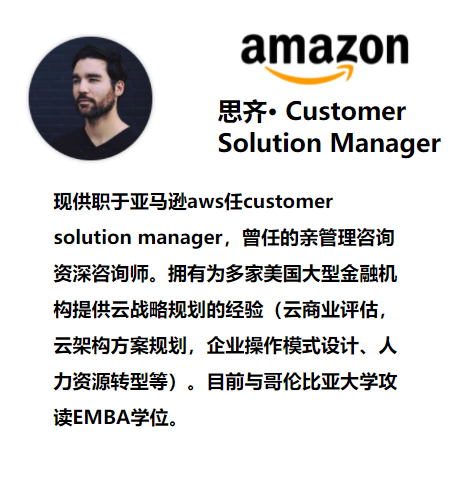 amazon
思齐• Customer
Solution Manager
现供职于亚马逊aws任customer
solution manager，曾任的亲管理咨询
资深咨询师。拥有为多家美国大型金融机
构提供云战略规划的经验（云商业评估，
云架构方案规划，企业操作模式设计、人
力资源转型等）。目前与哥伦比亚大学攻
读EMBA学位。